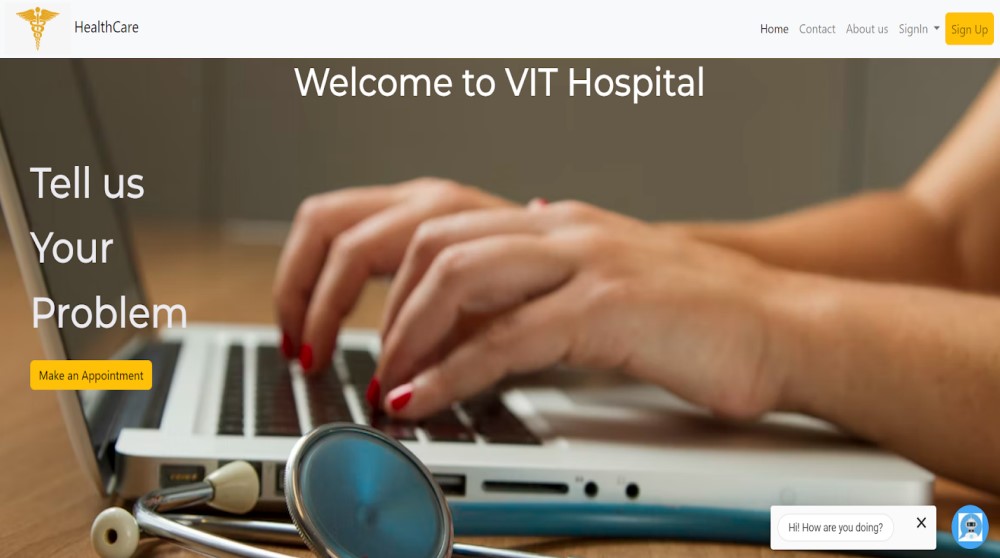 HealthCare
Home Contact About us SignIn Sign Up
Welcome to VIT Hospital
Tell us
Your
Problem
Make an Appointment
Hi! How are you doing?